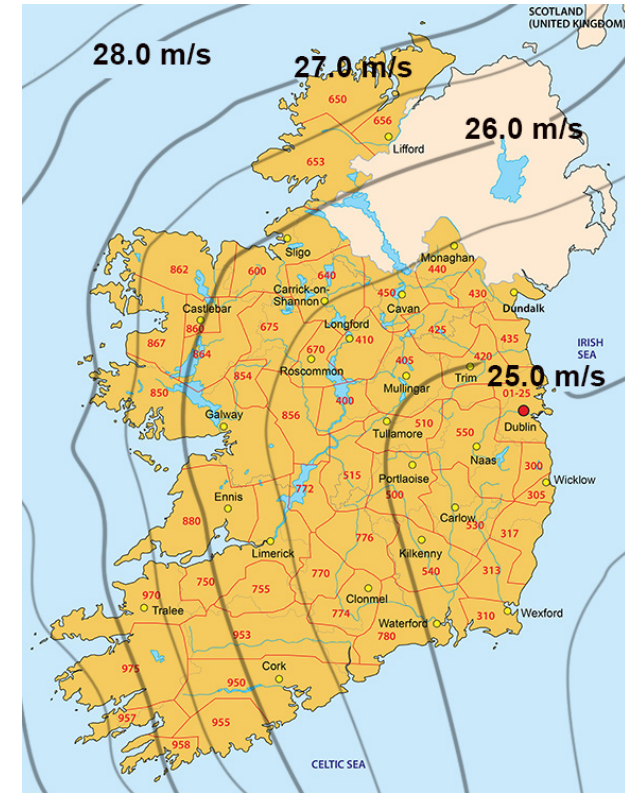 SCOTLAND
(UNITED KINGDOM)
28.0 m/s
27.0 m/s
650
656
26.0 m/s
Lifford
653
Sligo
Monaghan
862
600
640
440
Carrick-on-
Shannon
450
430
Castlebar
Cavan
Dundalk
860
675
Longford
425
867
410
435
IRISH
SEA
864
670
420
Roscommon
405
Trim
25.0 m/s
854
Mullingar
850
400
01-25
Galway
856
510
Dublin
Tullamore
550
Naas
515
Portlaoise
300
772
Wicklow
Ennis
500
305
880
Carlow
530
317
Limerick
776
Kilkenny
750
755
770
540
313
970
Clonmel
Tralee
774
310
Wexford
Waterford
953
780
Cork
975
950
957
955
958
CELTIC SEA